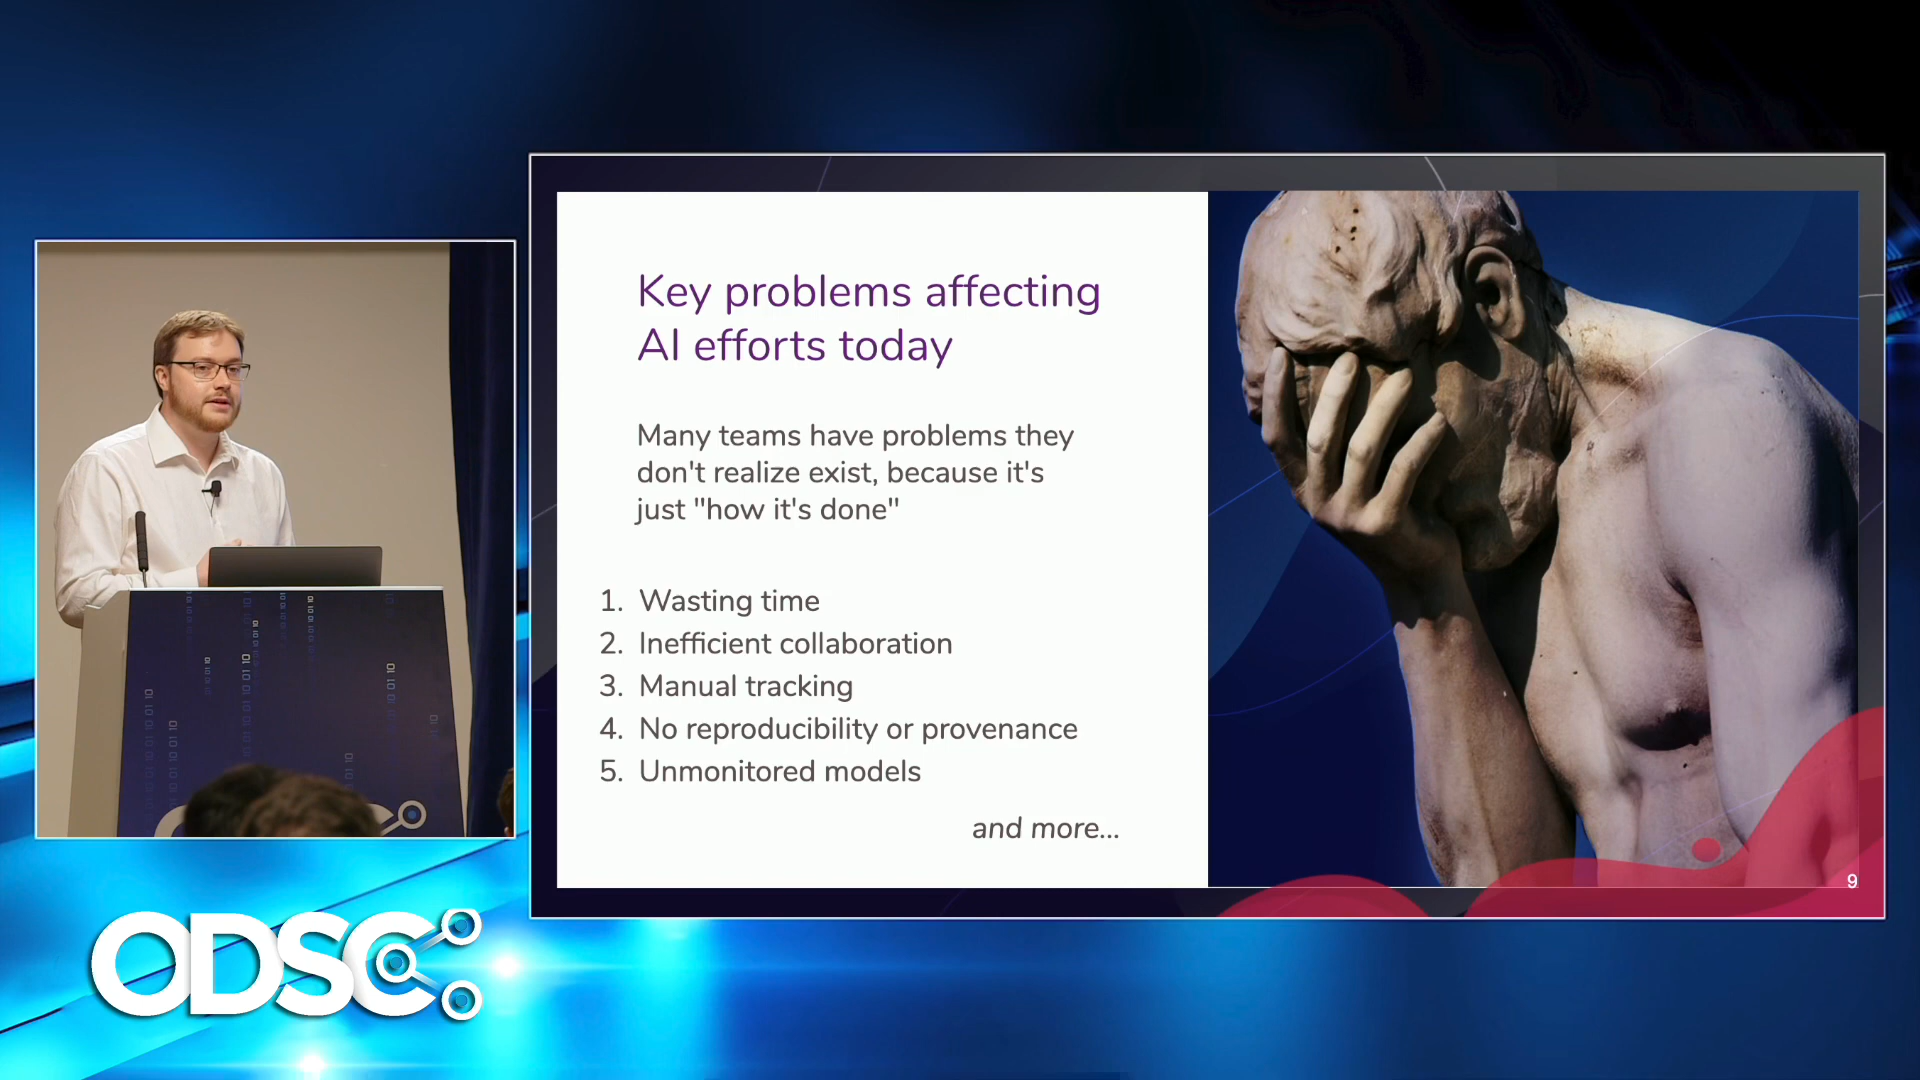 Key problems affecting
AI efforts today
Many teams have problems they
don't realize exist, because it's
just "how it's done"
1. Wasting time
2. Inefficient collaboration
3. Manual tracking
4. No reproducibility or provenance
5. Unmonitored models
and more...
9
ODSC